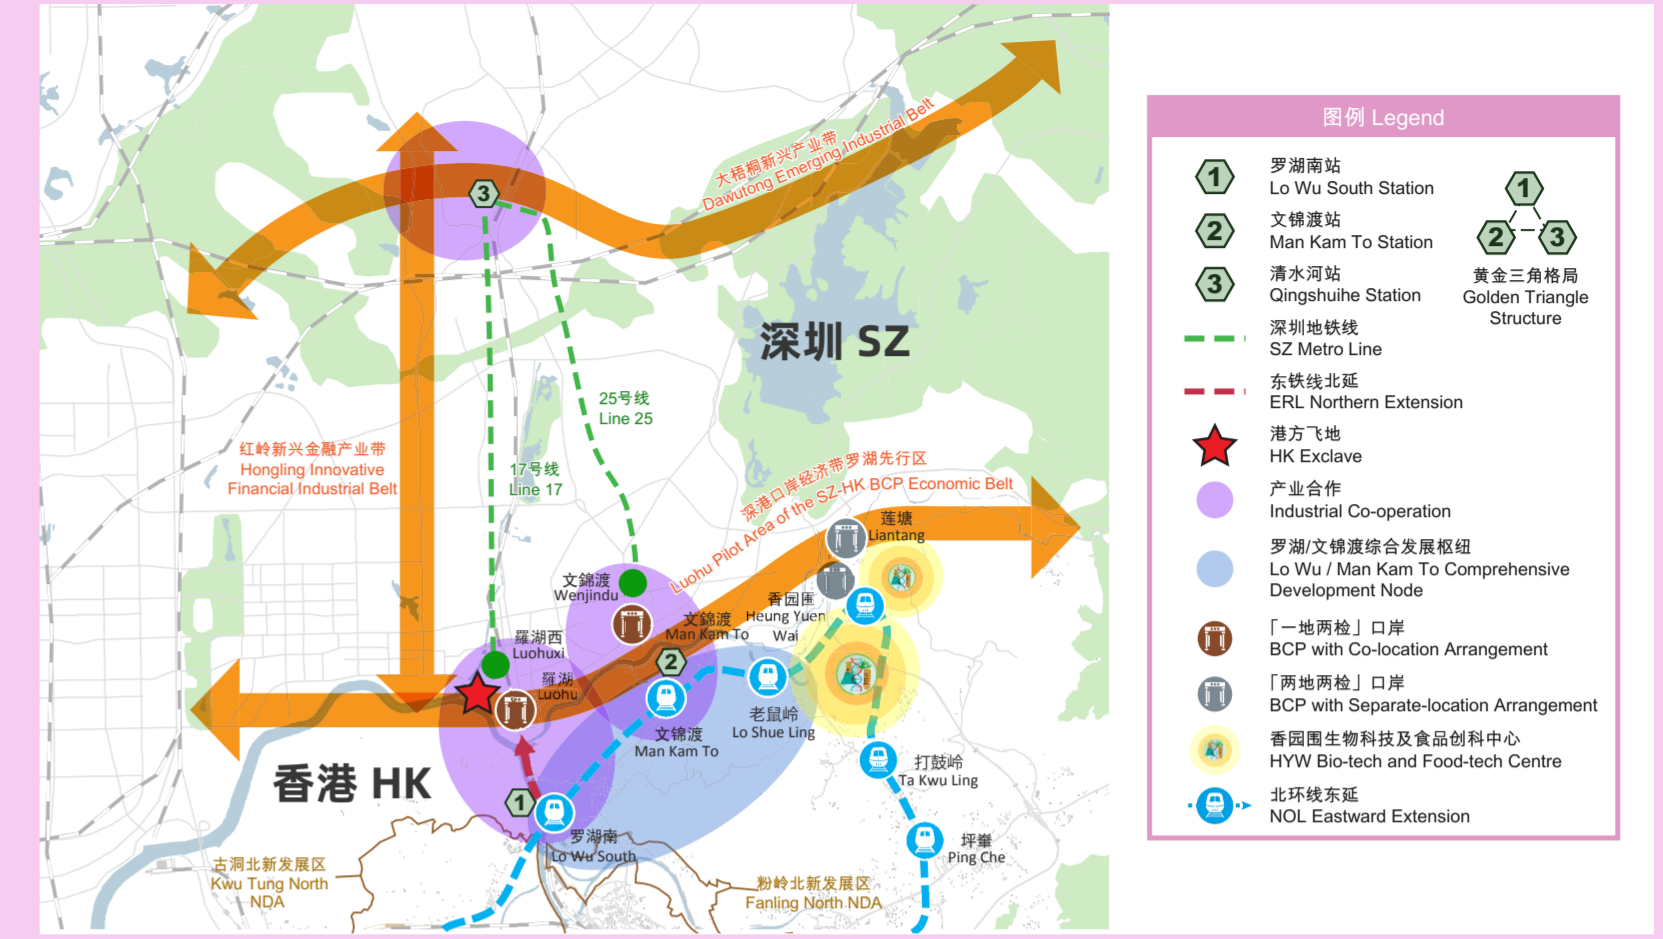 3
大梧桐新兴产业带
Dawutong Emerging Industrial Belt
深圳 SZ
25号线
Line 25
红岭新兴金融产业带
Hongling Innovative
Financial Industrial Belt
17号线
Line 17
深港口岸经济带罗湖先行区
Luohu Pilot Area of the SZ-HK BCP Economic Belt
莲塘
Liantang
文錦渡
Wenjindu
香园围
Heung Yuen
Wai
文錦渡
Man Kam To
羅湖西
Luohuxi
2
羅湖
Luohu
老鼠岭
Lo Shue Ling
文锦渡
Man Kam To
香港 HK
打鼓岭
Ta Kwu Ling
1
罗湖南
Lo Wu South
坪輋
Ping Che
古洞北新发展区
Kwu Tung North
NDA
粉岭北新发展区
Fanling North NDA
图例 Legend
1
罗湖南站
Lo Wu South Station
2
文锦渡站
Man Kam To Station
3
清水河站
Qingshuihe Station
1
2
3
黄金三角格局
Golden Triangle
Structure
深圳地铁线
SZ Metro Line
东铁线北延
ERL Northern Extension
港方飞地
HK Exclave
产业合作
Industrial Co-operation
罗湖/文锦渡综合发展枢纽
Lo Wu / Man Kam To Comprehensive
Development Node
「一地两检」口岸
BCP with Co-location Arrangement
「两地两检」口岸
BCP with Separate-location Arrangement
香园围生物科技及食品创科中心
HYW Bio-tech and Food-tech Centre
北环线东延
NOL Eastward Extension